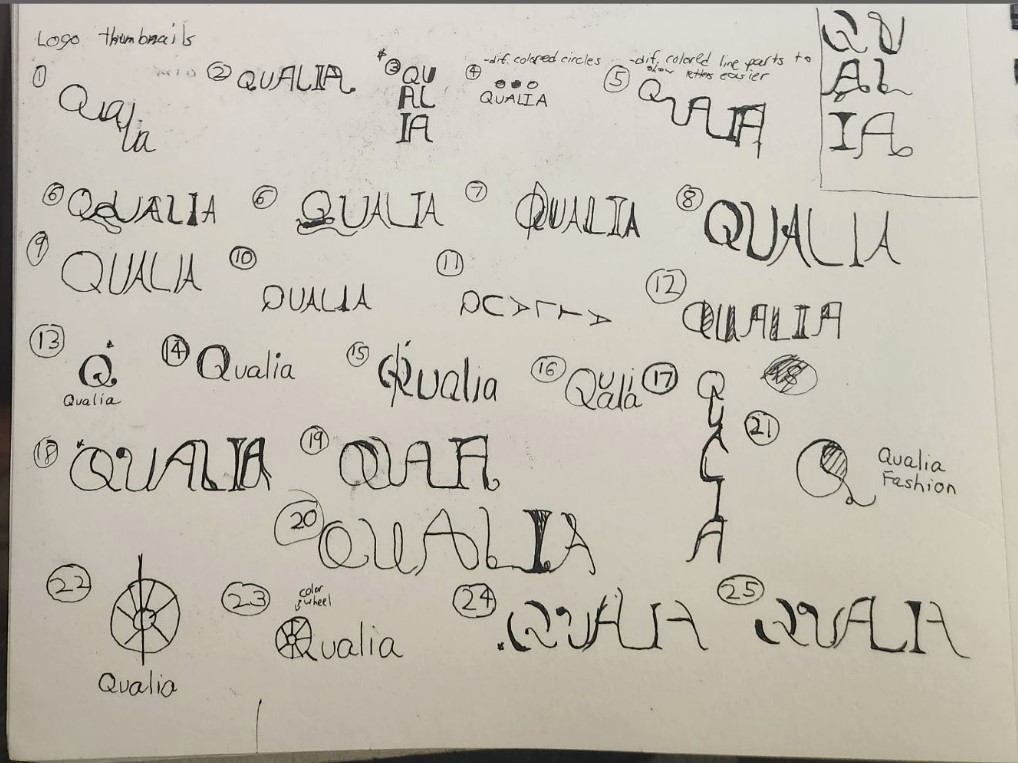 Logo thumbnails
① Qualia
② QUALIA
③ QU
AL
IA
④ -dif. colored circles
QUALIA
⑤ -dif. colored line parts to
show letters easier
QUALIA
QU
AL
IA
⑥ QUALIA
⑥ QUALIA
⑦ QUALIA
⑧ QUALIA
⑨ QUALIA
⑩ QUALIA
⑪
⑫ QUALIA
⑬ Q
Qualia
⑭ Qualia
⑮ Qualia
⑯ Quali
ala
⑰ QUALIA
18
⑱ QUALIA
⑲ QUALIA
⑳ QUALIA
㉑ Q
Qualia
Fashion
㉒ Qualia
㉓ color
wheel
Qualia
㉔ QUALIA
㉕ QUALIA